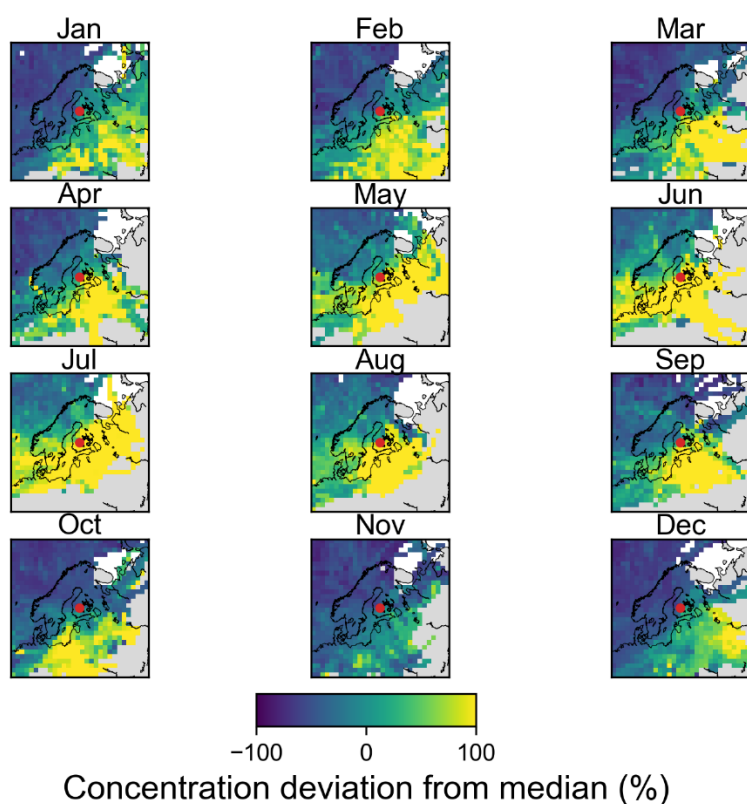 Jan Feb Mar
Apr May Jun
Jul Aug Sep
Oct Nov Dec
−100 0 100
Concentration deviation from median (%)